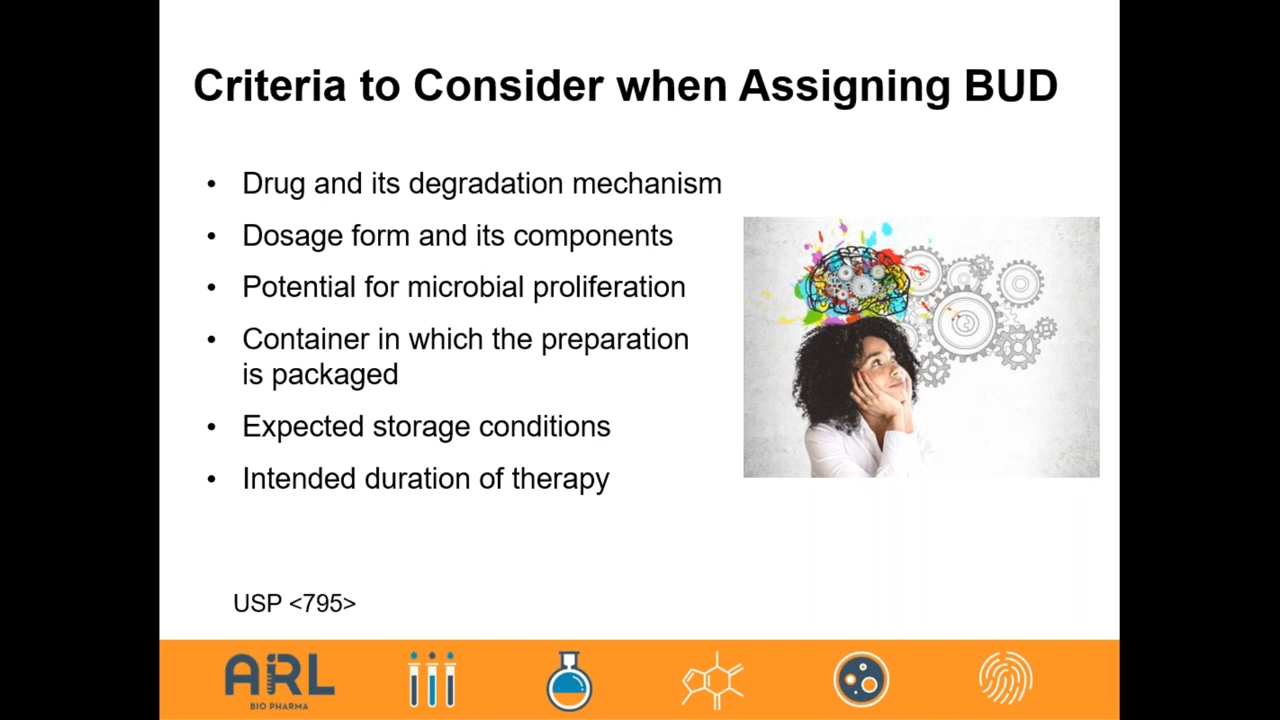 Criteria to Consider when Assigning BUD
• Drug and its degradation mechanism
• Dosage form and its components
• Potential for microbial proliferation
• Container in which the preparation
is packaged
• Expected storage conditions
• Intended duration of therapy
USP <795>
ARL
BIO PHARMA